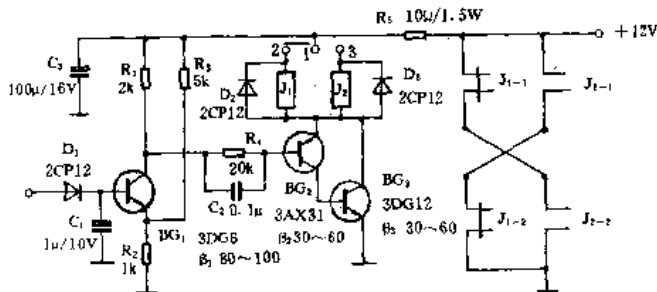 R₅ 10Ω/1.5W
+12V
2 1 3
C₃
100μ/16V
R₁
2k
R₃
5k
D₂
2CP12
J₁
J₂
D₃
2CP12
J₁₋₁
J₂₋₁
D₁
2CP12
R₄
20k
C₂ 0.1μ
BG₂
3AX31
β₂ 30～60
BG₃
3DG12
β₃ 30～60
C₁
1μ/10V
R₂
1k
BG₁
3DG6
β₁ 80～100
J₁₋₂
J₂₋₂